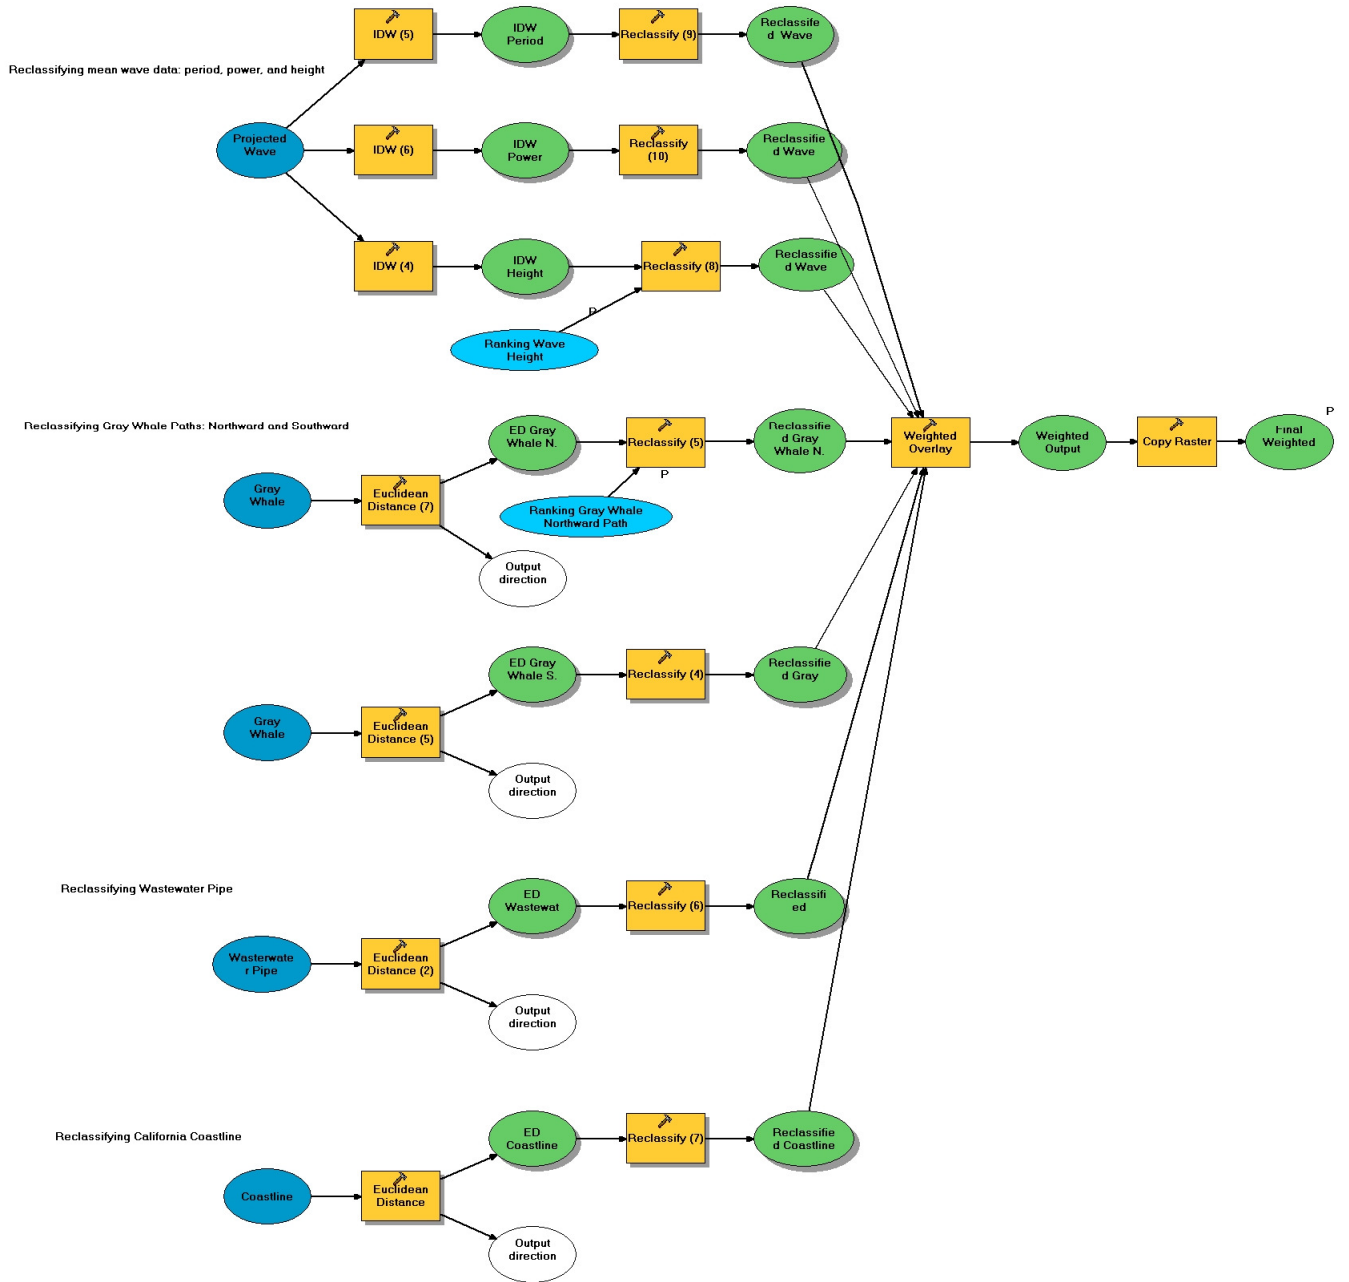 IDW (5)
IDW
Period
Reclassify (9)
Reclassifie
d  Wave
Reclassifying mean wave data: period, power, and height
Projected
Wave
IDW (6)
IDW
Power
Reclassify
(10)
Reclassifie
d Wave
IDW (4)
IDW
Height
Reclassify (8)
Reclassifie
d Wave
P
Ranking Wave
Height
Reclassifying Gray Whale Paths: Northward and Southward
ED Gray
Whale N.
Reclassify (5)
Reclassifie
d Gray
Whale N.
Weighted
Overlay
Weighted
Output
Copy Raster
P
Final
Weighted
Gray
Whale
Euclidean
Distance (7)
P
Ranking Gray Whale
Northward Path
Output
direction
ED Gray
Whale S.
Reclassify (4)
Reclassifie
d Gray
Gray
Whale
Euclidean
Distance (5)
Output
direction
Reclassifying Wastewater Pipe
ED
Wastewat
Reclassify (6)
Reclassifi
ed
Wasterwate
r Pipe
Euclidean
Distance (2)
Output
direction
Reclassifying California Coastline
ED
Coastline
Reclassify (7)
Reclassifie
d Coastline
Coastline
Euclidean
Distance
Output
direction